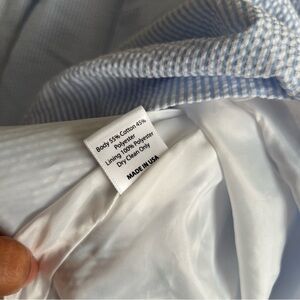 Body 55% Cotton 45%
Polyester
Lining 100% Polyester
Dry Clean Only
MADE IN USA